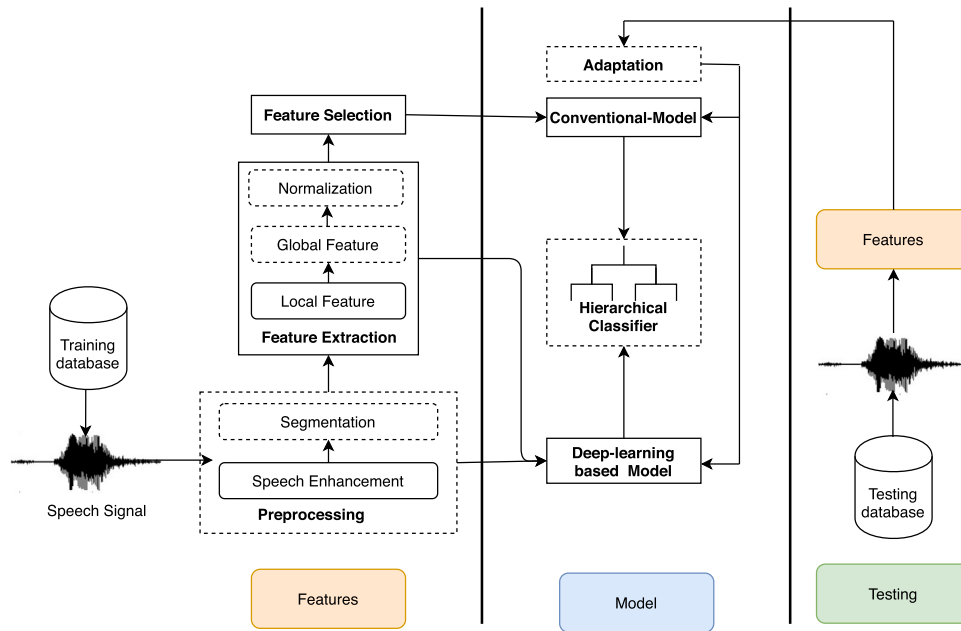 Adaptation
Feature Selection
Conventional-Model
Normalization
Global Feature
Local Feature
Feature Extraction
Hierarchical
Classifier
Features
Training
database
Segmentation
Speech Enhancement
Preprocessing
Speech Signal
Deep-learning
based Model
Testing
database
Features
Model
Testing